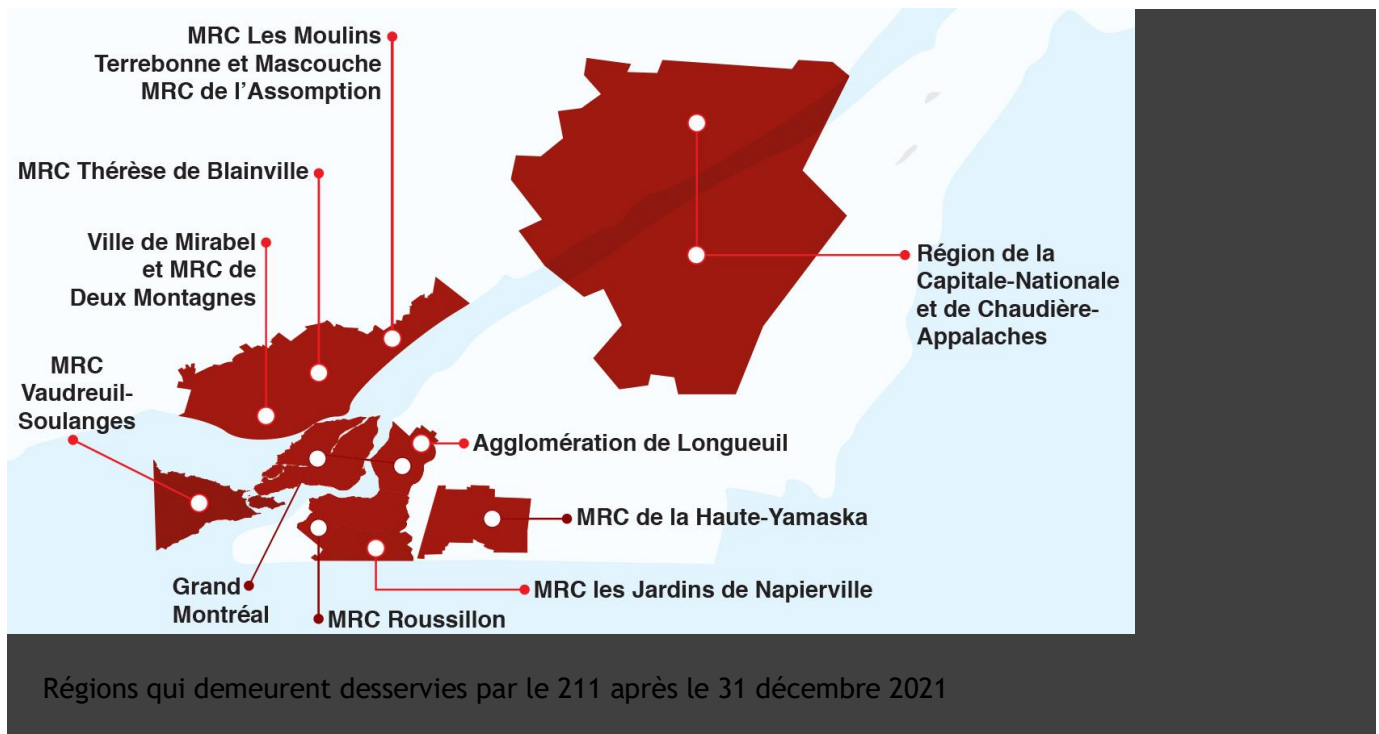 MRC Les Moulins
Terrebonne et Mascouche
MRC de l'Assomption
MRC Thérèse de Blainville
Ville de Mirabel
et MRC de
Deux Montagnes
MRC
Vaudreuil-
Soulanges
Région de la
Capitale-Nationale
et de Chaudière-
Appalaches
Agglomération de Longueuil
MRC de la Haute-Yamaska
Grand
Montréal
MRC les Jardins de Napierville
MRC Roussillon
Régions qui demeurent desservies par le 211 après le 31 décembre 2021